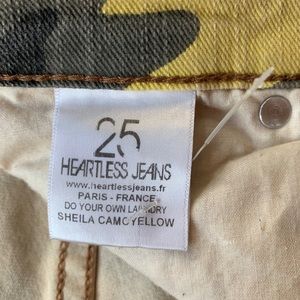 25
HEARTLESS JEANS
www.heartlessjeans.fr
PARIS - FRANCE
DO YOUR OWN LAUNDRY
SHEILA CAMOYELLOW